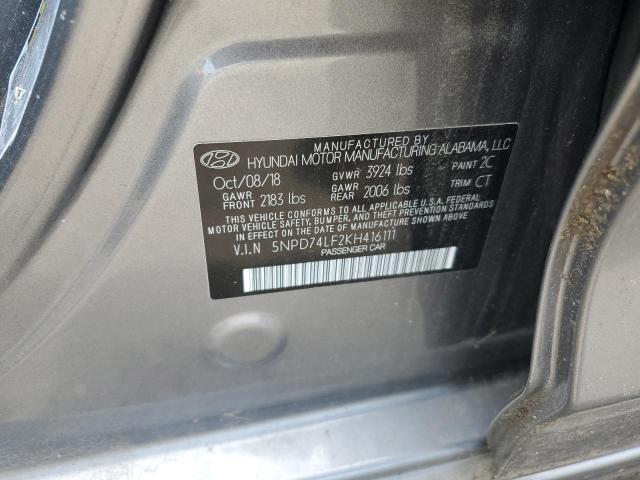 MANUFACTURED BY
HYUNDAI MOTOR MANUFACTURING ALABAMA, LLC
Oct/08/18 GVWR 3924 lbs PAINT 2C
GAWR FRONT 2183 lbs GAWR REAR 2006 lbs TRIM CT
THIS VEHICLE CONFORMS TO ALL APPLICABLE U.S.A. FEDERAL
MOTOR VEHICLE SAFETY, BUMPER, AND THEFT PREVENTION STANDARDS
IN EFFECT ON THE DATE OF MANUFACTURE SHOWN ABOVE.
V.I.N 5NPD74LF2KH416111
PASSENGER CAR